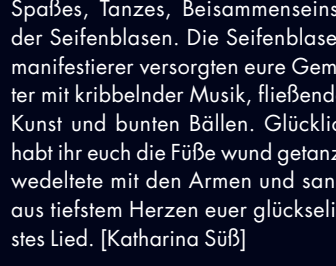 Spaßes, Tanzes, Beisammenseins
der Seifenblasen. Die Seifenblase
manifestierer versorgten eure Gem
ter mit kribbelnder Musik, fließend
Kunst und bunten Bällen. Glücklic
habt ihr euch die Füße wund getanz
wedeltete mit den Armen und san
aus tiefstem Herzen euer glückseli
stes Lied. [Katharina Süß]